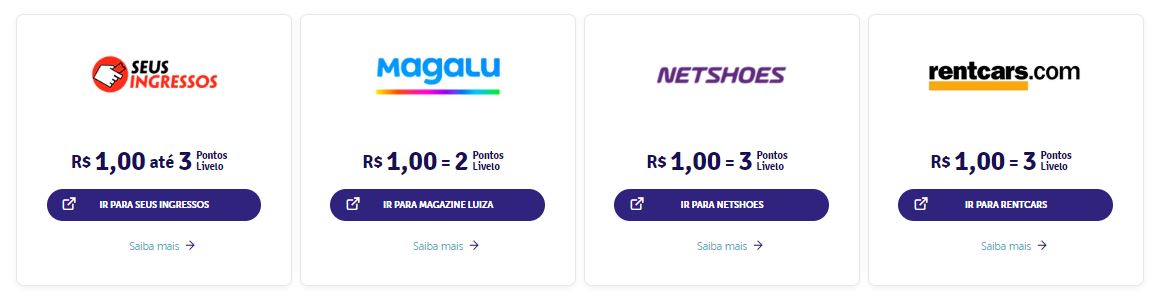 SEUS
INGRESSOS
R$ 1,00 até 3 Pontos
Livelo
IR PARA SEUS INGRESSOS
Saiba mais →
Magalu
R$ 1,00 = 2 Pontos
Livelo
IR PARA MAGAZINE LUIZA
Saiba mais →
NETSHOES
R$ 1,00 = 3 Pontos
Livelo
IR PARA NETSHOES
Saiba mais →
rentcars.com
R$ 1,00 = 3 Pontos
Livelo
IR PARA RENTCARS
Saiba mais →